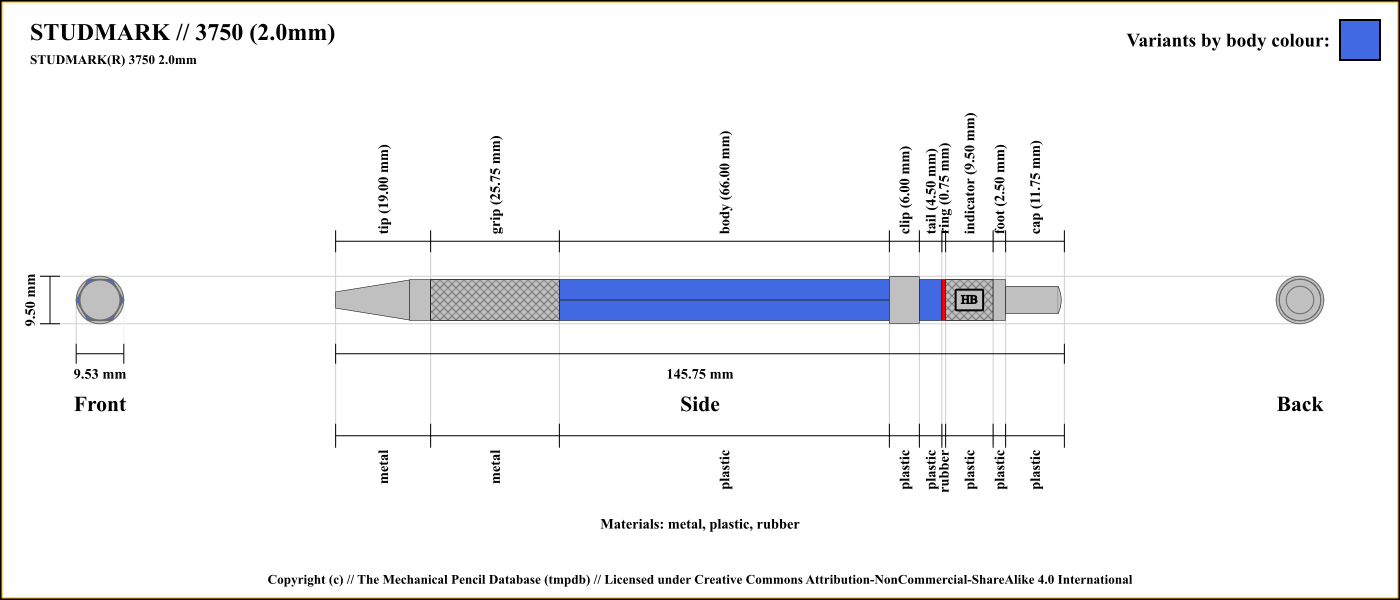 STUDMARK // 3750 (2.0mm)
STUDMARK(R) 3750 2.0mm
Variants by body colour:
tip (19.00 mm)
grip (25.75 mm)
body (66.00 mm)
clip (6.00 mm)
tail (4.50 mm)
ring (0.75 mm)
indicator (9.50 mm)
foot (2.50 mm)
cap (11.75 mm)
9.50 mm
HB
9.53 mm
145.75 mm
Front
Side
Back
metal
metal
plastic
plastic
plastic
rubber
plastic
plastic
plastic
Materials: metal, plastic, rubber
Copyright (c) // The Mechanical Pencil Database (tmpdb) // Licensed under Creative Commons Attribution-NonCommercial-ShareAlike 4.0 International